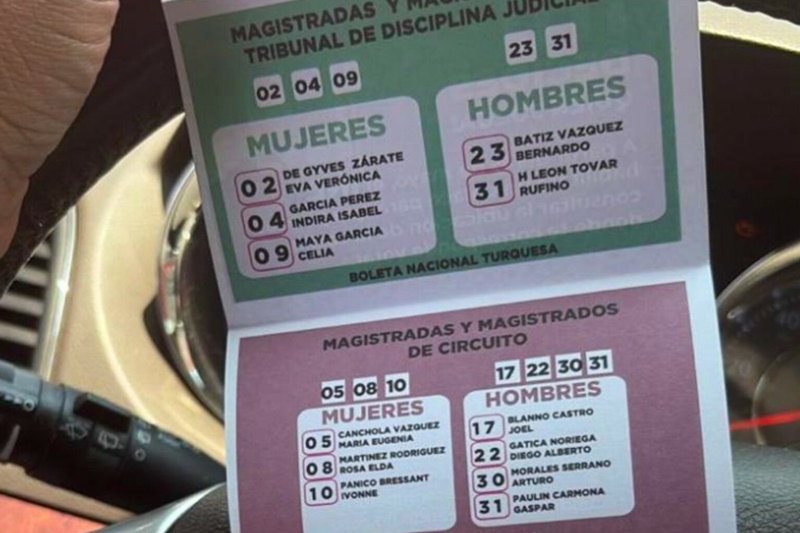 MAGISTRADAS Y
TRIBUNAL DE DISCIPLINA JUDICIAL
02 04 09
23 31
MUJERES
02 DE GYVES ZÁRATE
EVA VERÓNICA
04 GARCIA PEREZ
INDIRA ISABEL
09 MAYA GARCIA
CELIA
HOMBRES
23 BATIZ VAZQUEZ
BERNARDO
31 H LEON TOVAR
RUFINO
BOLETA NACIONAL TURQUESA
MAGISTRADAS Y MAGISTRADOS
DE CIRCUITO
05 08 10
17 22 30 31
MUJERES
05 CANCHOLA VAZQUEZ
MARIA EUGENIA
08 MARTINEZ RODRIGUEZ
ROSA ELDA
10 PANICO BRESSANT
IVONNE
HOMBRES
17 BLANNO CASTRO
JOEL
22 GATICA NORIEGA
DIEGO ALBERTO
30 MORALES SERRANO
ARTURO
31 PAULIN CARMONA
GASPAR